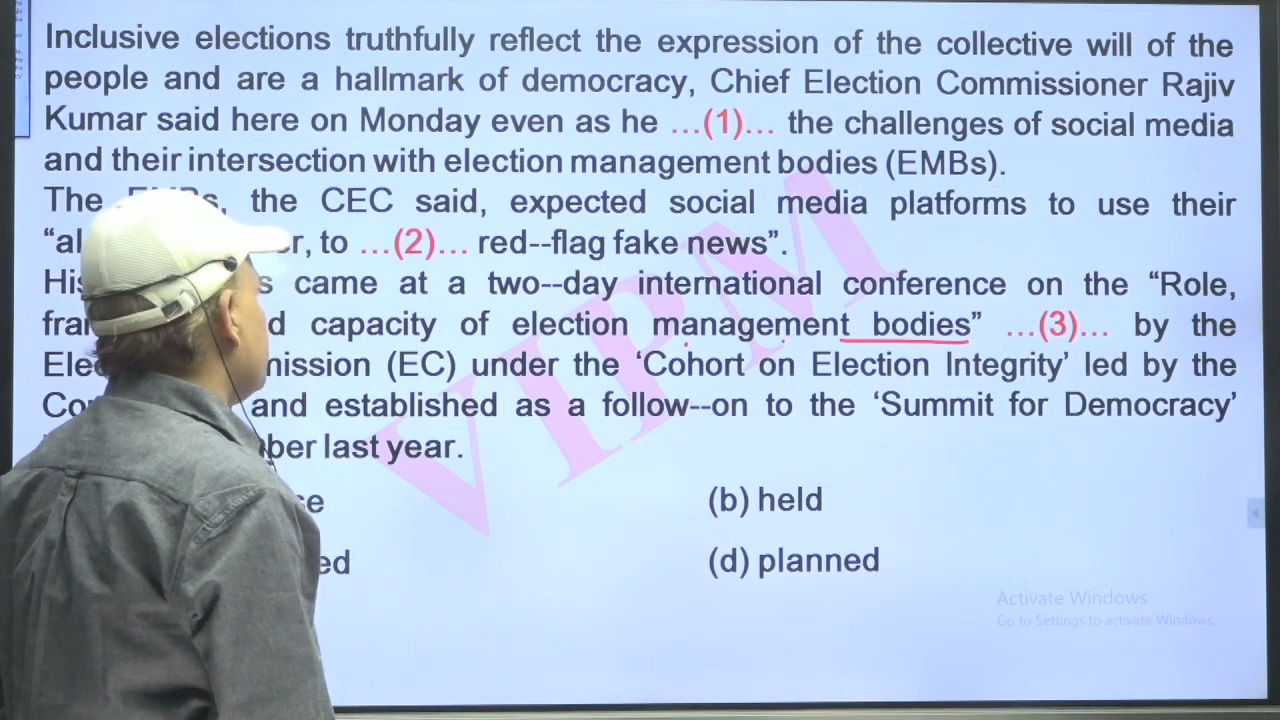 Inclusive elections truthfully reflect the expression of the collective will of the
people and are a hallmark of democracy, Chief Election Commissioner Rajiv
Kumar said here on Monday even as he ...(1)... the challenges of social media
and their intersection with election management bodies (EMBs).
The the CEC said, expected social media platforms to use their
to ...(2)... red--flag fake news”.
came at a two--day international conference on the “Role,
capacity of election management bodies” ...(3)... by the
(EC) under the ‘Cohort on Election Integrity’ led by the
and established as a follow--on to the ‘Summit for Democracy’
last year.
(b) held
(d) planned
VIPM
Activate Windows
Go to Settings to activate Windows.